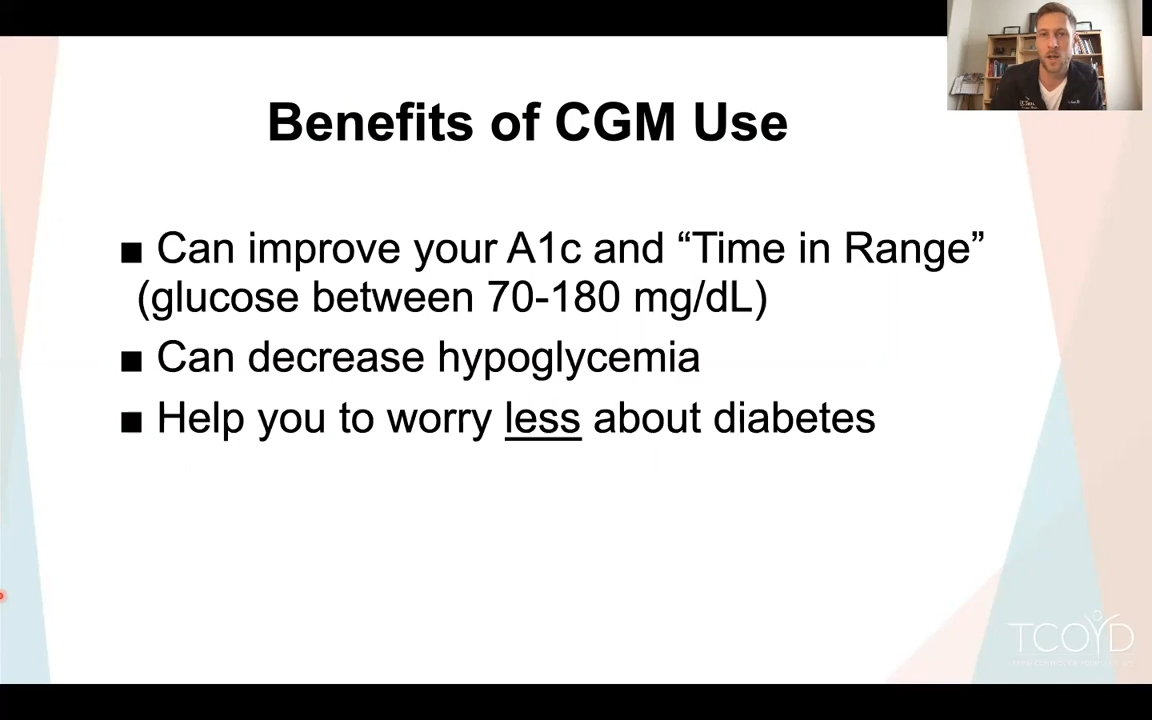 Benefits of CGM Use
■ Can improve your A1c and “Time in Range”
(glucose between 70-180 mg/dL)
■ Can decrease hypoglycemia
■ Help you to worry less about diabetes
TCOYD